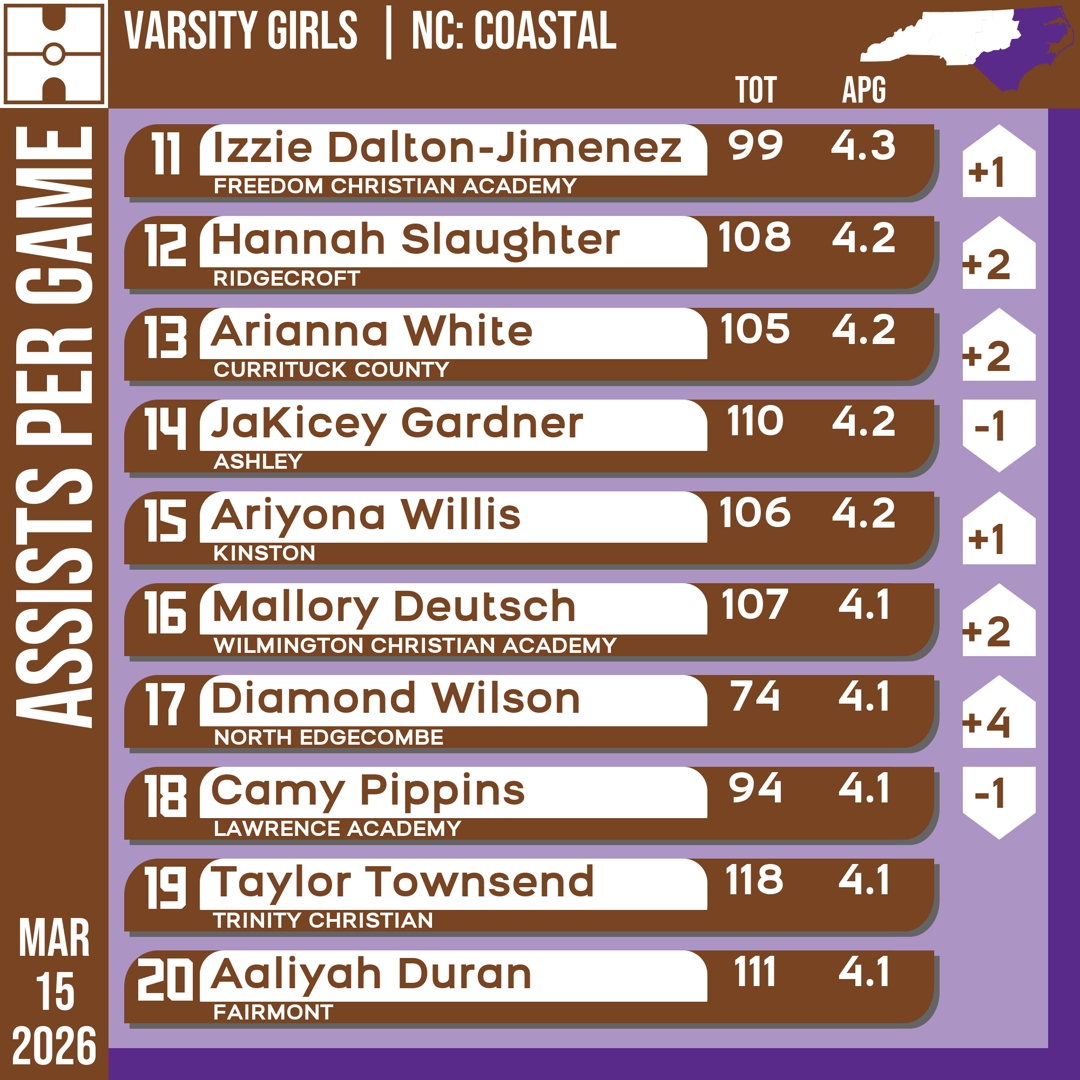 VARSITY GIRLS | NC: COASTAL
TOT APG
ASSISTS PER GAME
11 Izzie Dalton-Jimenez 99 4.3 +1
FREEDOM CHRISTIAN ACADEMY
12 Hannah Slaughter 108 4.2 +2
RIDGECROFT
13 Arianna White 105 4.2 +2
CURRITUCK COUNTY
14 JaKicey Gardner 110 4.2 -1
ASHLEY
15 Ariyona Willis 106 4.2 +1
KINSTON
16 Mallory Deutsch 107 4.1 +2
WILMINGTON CHRISTIAN ACADEMY
17 Diamond Wilson 74 4.1 +4
NORTH EDGECOMBE
18 Camy Pippins 94 4.1 -1
LAWRENCE ACADEMY
19 Taylor Townsend 118 4.1
TRINITY CHRISTIAN
20 Aaliyah Duran 111 4.1
FAIRMONT
MAR
15
2026